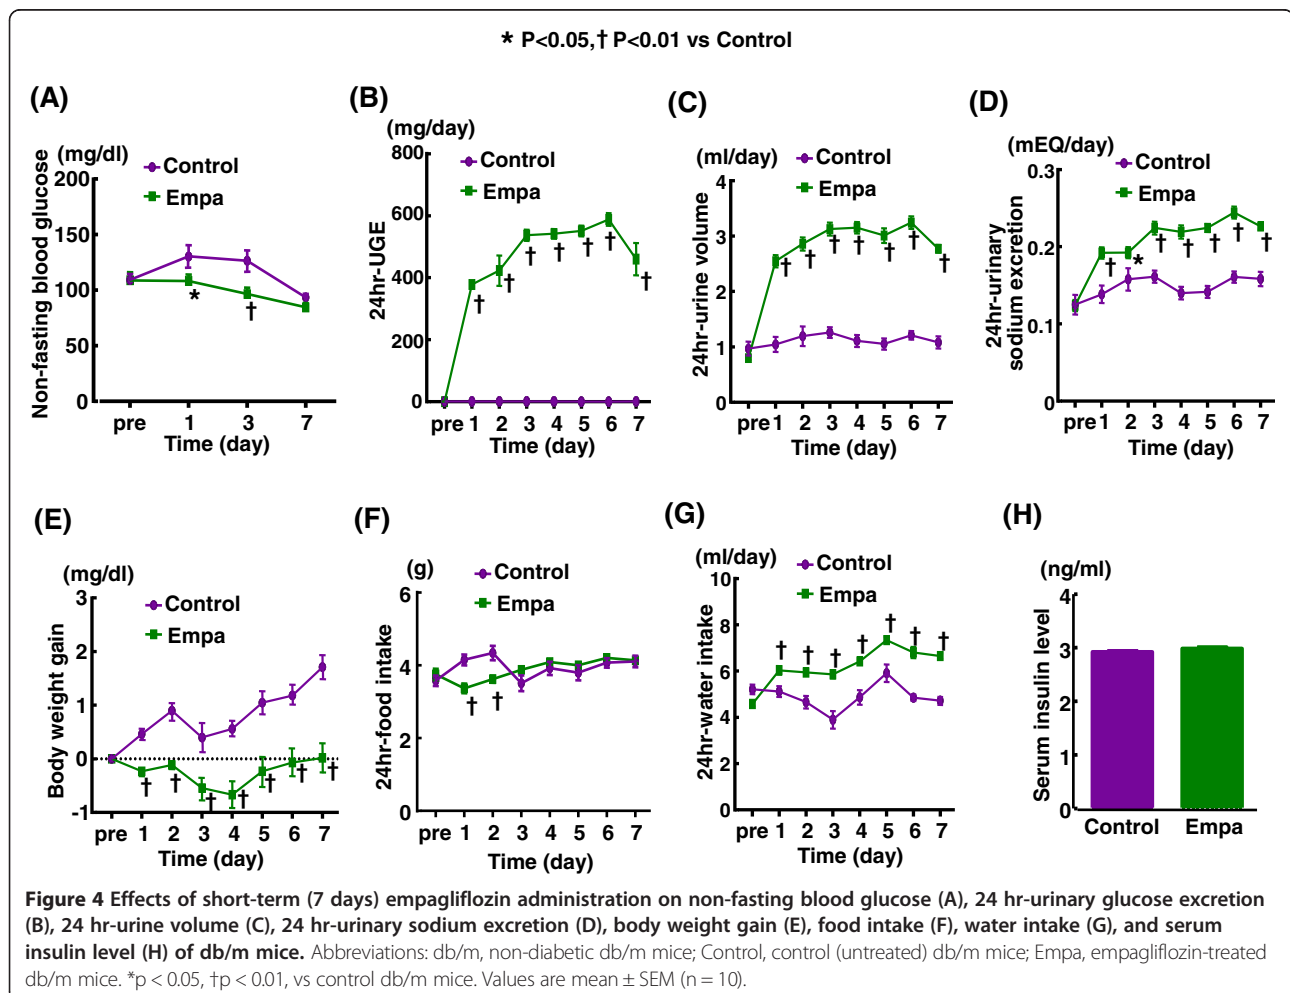 * P<0.05,† P<0.01 vs Control
(A)
(mg/dl)
Non-fasting blood glucose
Control
Empa
200
150
100
50
0
pre 1 3 7
Time (day)
*
†
(B)
(mg/day)
24hr-UGE
Control
Empa
800
600
400
200
0
pre 1 2 3 4 5 6 7
Time (day)
† † † † † † †
(C)
(ml/day)
24hr-urine volume
Control
Empa
4
3
2
1
0
pre 1 2 3 4 5 6 7
Time (day)
† † † † † † †
(D)
(mEQ/day)
24hr-urinary
sodium excretion
Control
Empa
0.3
0.2
0.1
0
pre 1 2 3 4 5 6 7
Time (day)
† * † † † † †
(E)
(mg/dl)
Body weight gain
Control
Empa
3
2
1
0
-1
pre 1 2 3 4 5 6 7
Time (day)
† † † † † † †
(F)
(g)
24hr-food intake
Control
Empa
6
4
2
0
pre 1 2 3 4 5 6 7
Time (day)
† †
(G)
(ml/day)
24hr-water intake
Control
Empa
10
8
6
4
2
0
pre 1 2 3 4 5 6 7
Time (day)
† † † † † † †
(H)
(ng/ml)
Serum insulin level
4
3
2
1
0
Control Empa
Figure 4 Effects of short-term (7 days) empagliflozin administration on non-fasting blood glucose (A), 24 hr-urinary glucose excretion
(B), 24 hr-urine volume (C), 24 hr-urinary sodium excretion (D), body weight gain (E), food intake (F), water intake (G), and serum
insulin level (H) of db/m mice. Abbreviations: db/m, non-diabetic db/m mice; Control, control (untreated) db/m mice; Empa, empagliflozin-treated
db/m mice. *p < 0.05, †p < 0.01, vs control db/m mice. Values are mean ± SEM (n = 10).